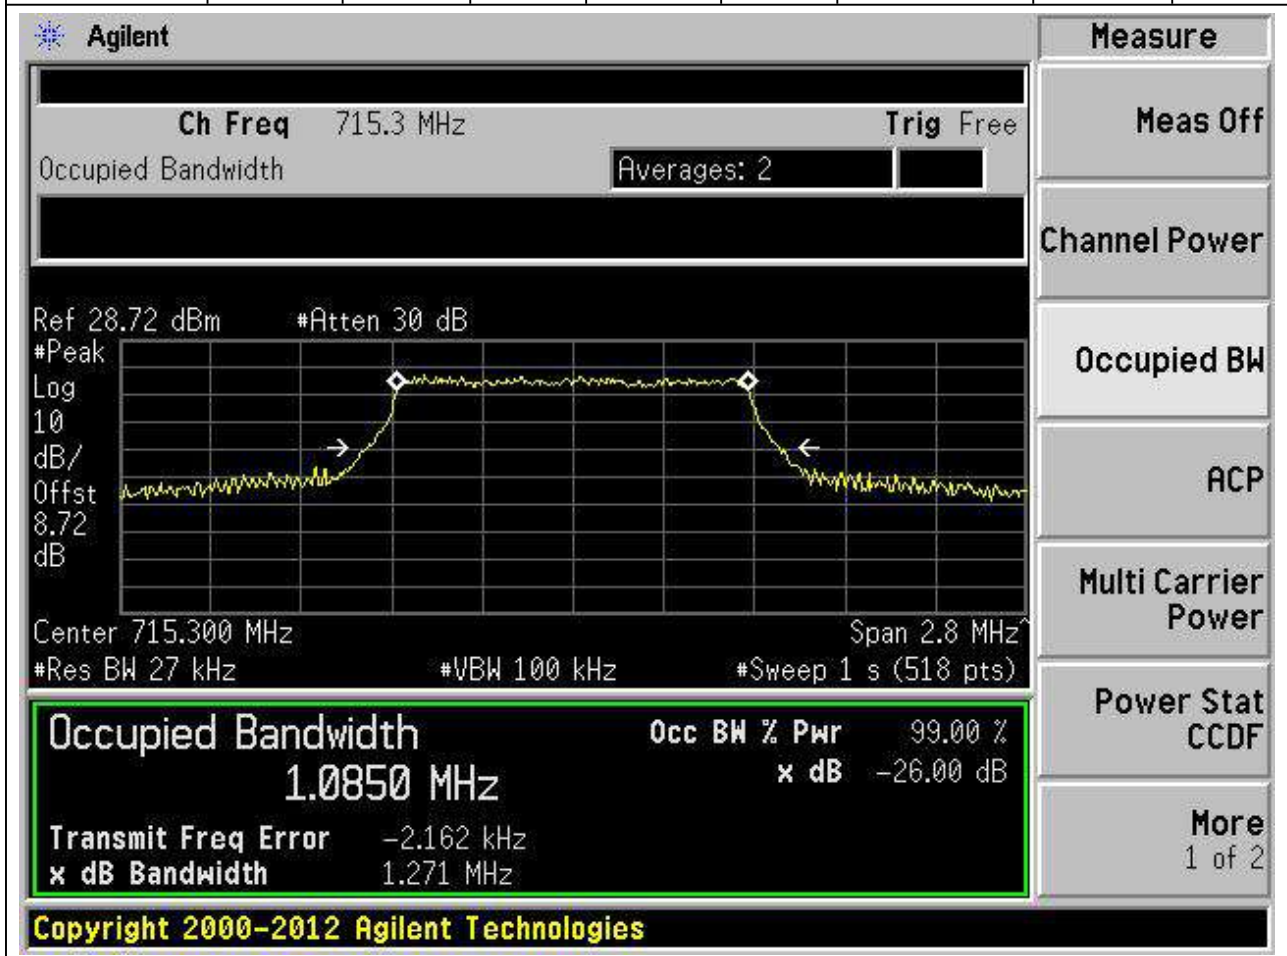 Agilent
Measure
Ch Freq 715.3 MHz Trig Free
Meas Off
Occupied Bandwidth Averages: 2
Channel Power
Ref 28.72 dBm #Atten 30 dB
#Peak
Log
10
dB/
Offst
8.72
dB
Occupied BW
ACP
Center 715.300 MHz Span 2.8 MHz^
#Res BW 27 kHz #VBW 100 kHz #Sweep 1 s (518 pts)
Multi Carrier
Power
Occupied Bandwidth Occ BW % Pwr 99.00 %
1.0850 MHz x dB -26.00 dB
Transmit Freq Error -2.162 kHz
x dB Bandwidth 1.271 MHz
Power Stat
CCDF
More
1 of 2
Copyright 2000-2012 Agilent Technologies